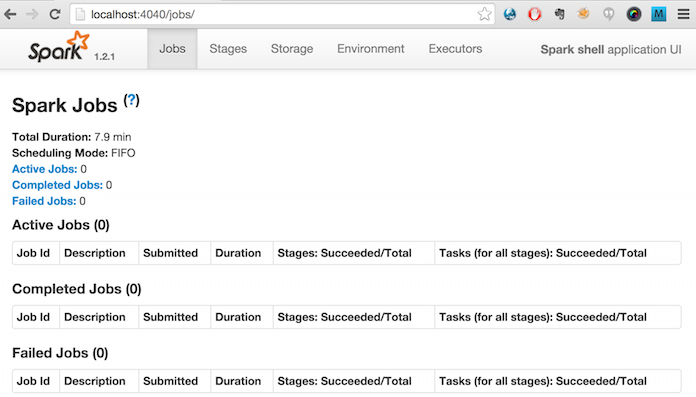 localhost:4040/jobs/
Spark 1.2.1 Jobs Stages Storage Environment Executors Spark shell application UI
Spark Jobs (?)
Total Duration: 7.9 min
Scheduling Mode: FIFO
Active Jobs: 0
Completed Jobs: 0
Failed Jobs: 0
Active Jobs (0)
Job Id Description Submitted Duration Stages: Succeeded/Total Tasks (for all stages): Succeeded/Total
Completed Jobs (0)
Job Id Description Submitted Duration Stages: Succeeded/Total Tasks (for all stages): Succeeded/Total
Failed Jobs (0)
Job Id Description Submitted Duration Stages: Succeeded/Total Tasks (for all stages): Succeeded/Total